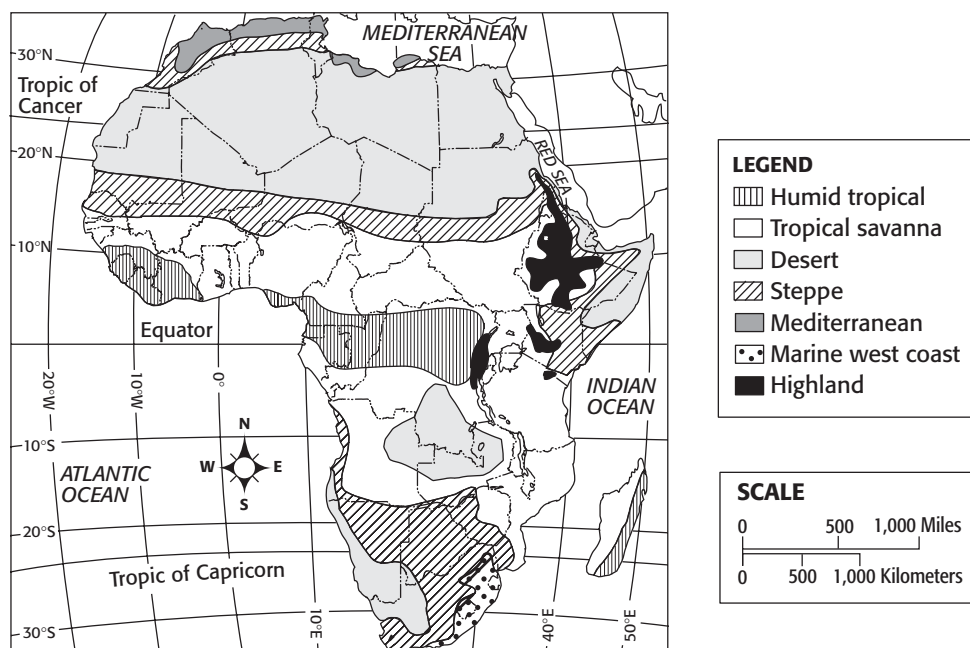 MEDITERRANEAN
SEA
30°N
Tropic of
Cancer
20°N
RED SEA
10°N
Equator
20°W
10°W
0°
INDIAN
OCEAN
10°S
N
W
E
S
ATLANTIC
OCEAN
20°S
Tropic of Capricorn
30°S
10°E
40°E
50°E
LEGEND
Humid tropical
Tropical savanna
Desert
Steppe
Mediterranean
Marine west coast
Highland
SCALE
0 500 1,000 Miles
0 500 1,000 Kilometers